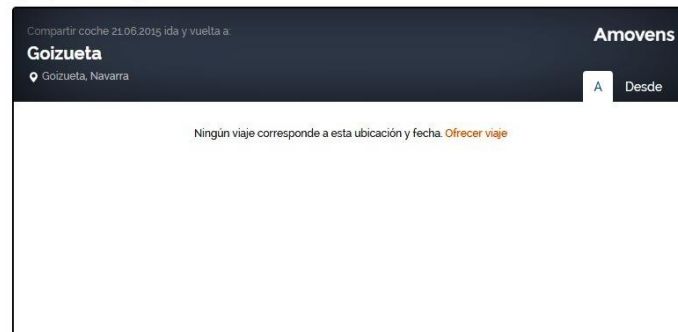 Compartir coche 21.06.2015 ida y vuelta a:
Amovens
Goizueta
Goizueta, Navarra
A
Desde
Ningún viaje corresponde a esta ubicación y fecha. Ofrecer viaje